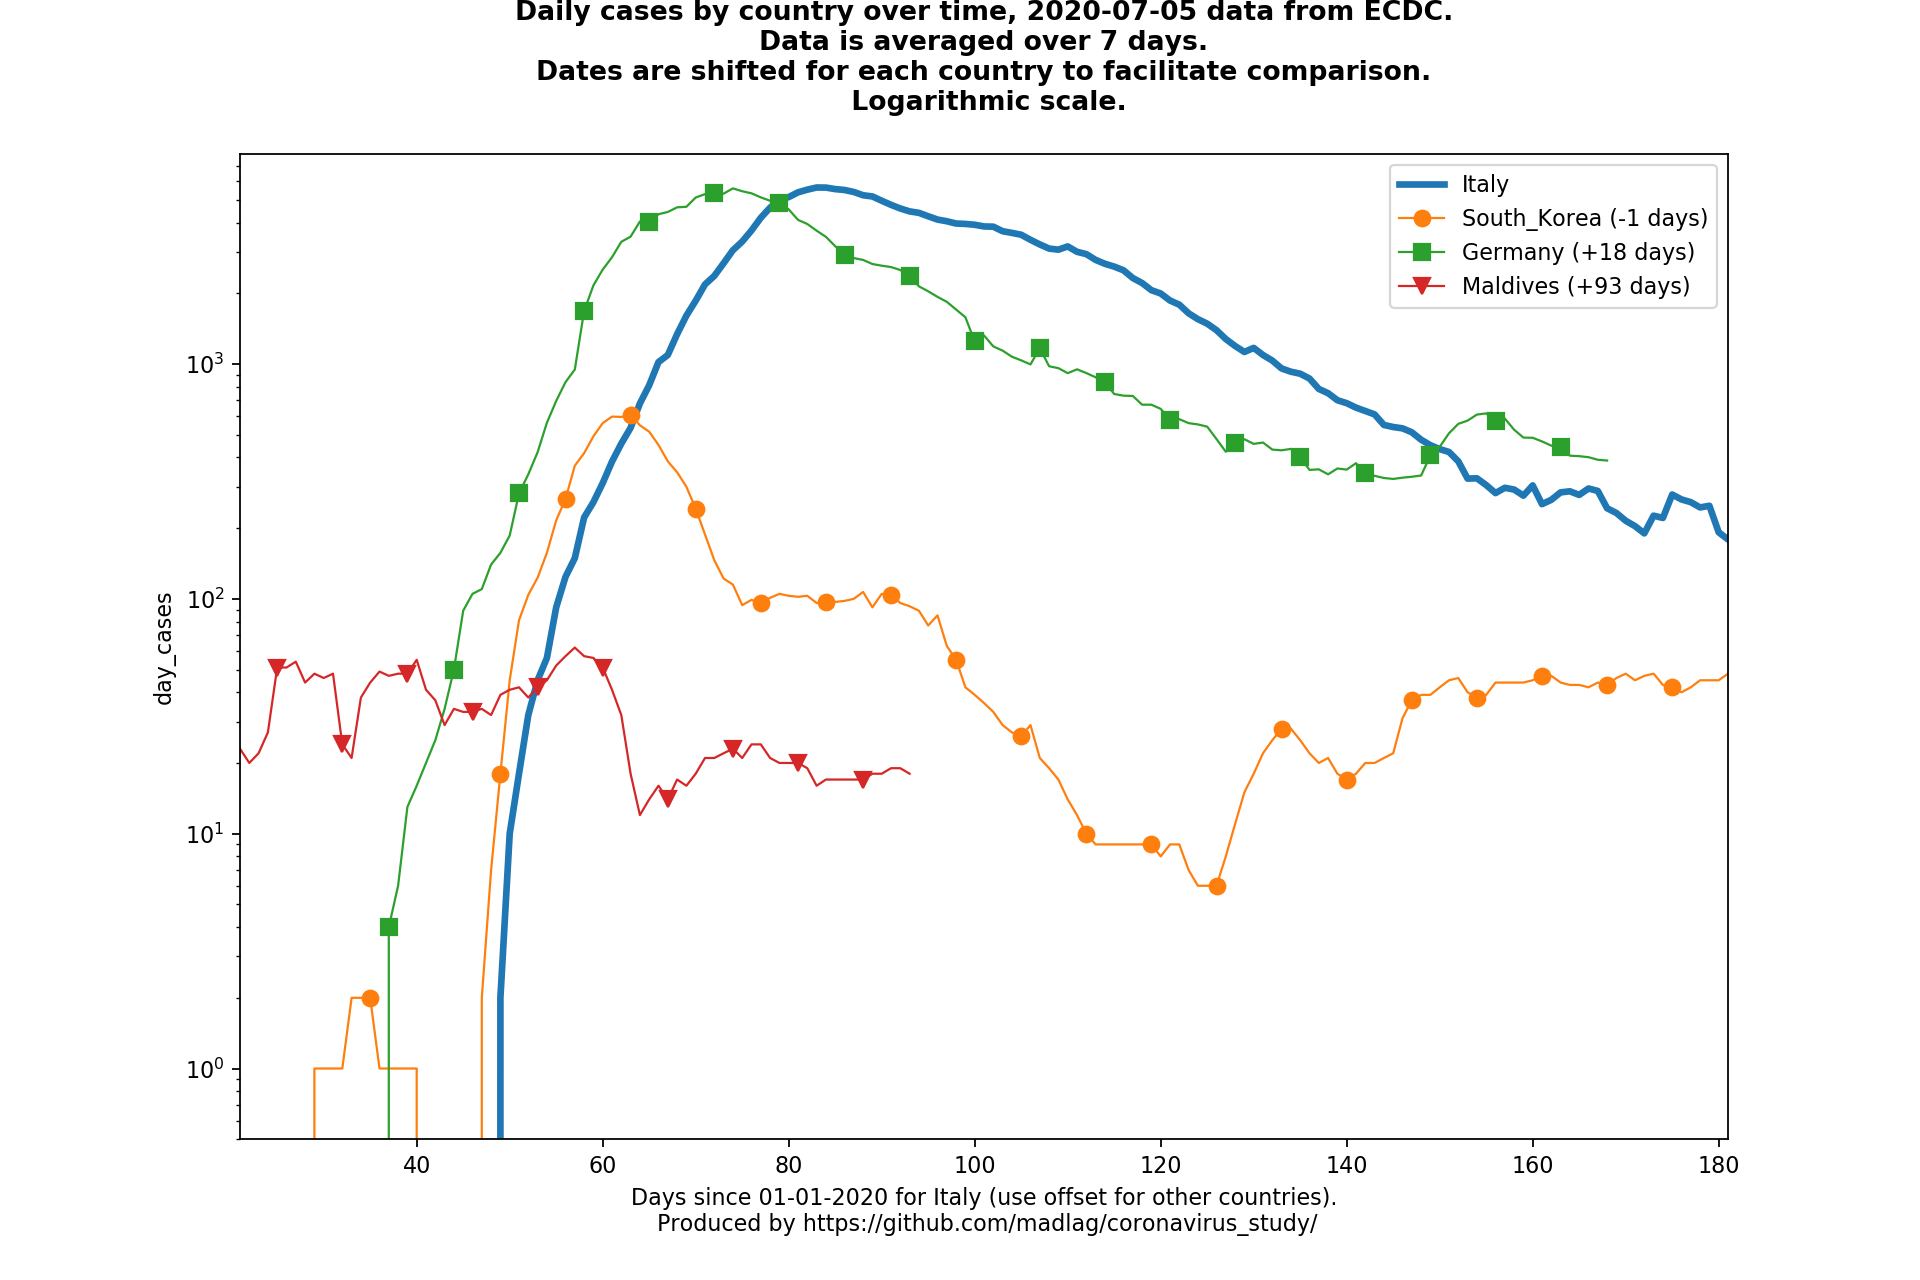 Daily cases by country over time, 2020-07-05 data from ECDC.
Data is averaged over 7 days.
Dates are shifted for each country to facilitate comparison.
Logarithmic scale.
Italy
South_Korea (-1 days)
Germany (+18 days)
Maldives (+93 days)
day_cases
10³
10²
10¹
10⁰
40 60 80 100 120 140 160 180
Days since 01-01-2020 for Italy (use offset for other countries).
Produced by https://github.com/madlag/coronavirus_study/